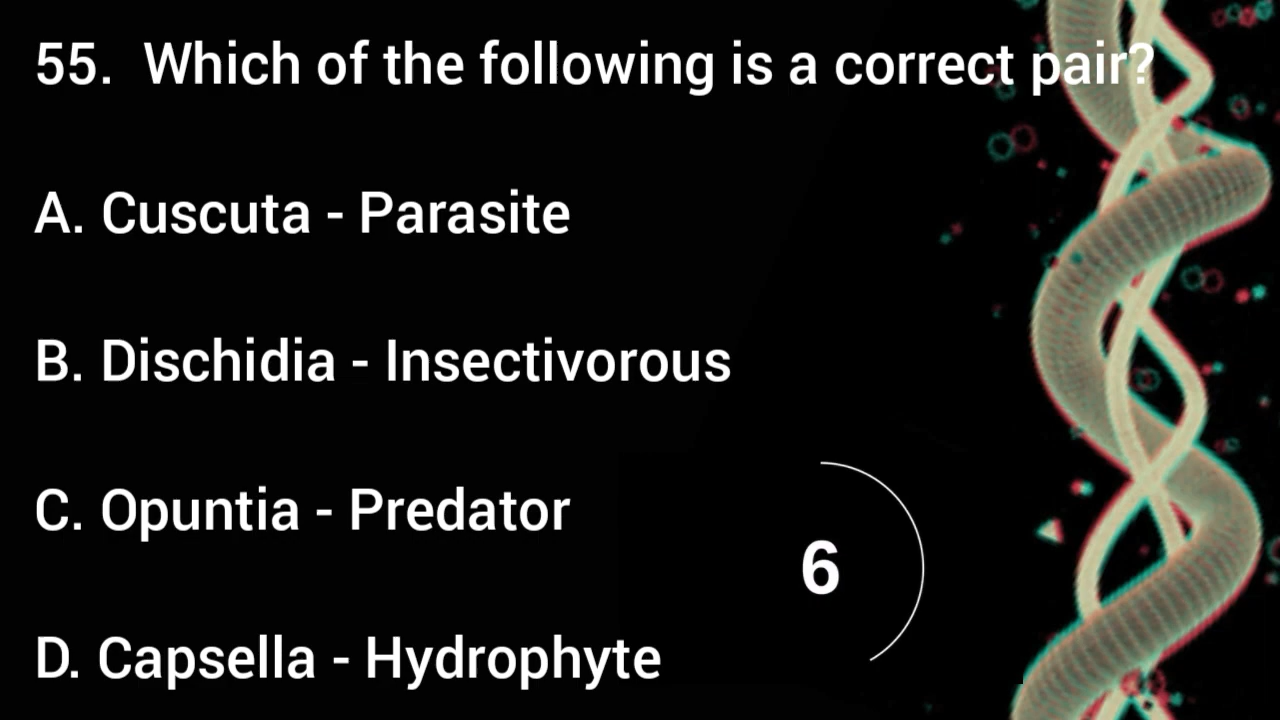 55. Which of the following is a correct pair?
A. Cuscuta - Parasite
B. Dischidia - Insectivorous
C. Opuntia - Predator
6
D. Capsella - Hydrophyte